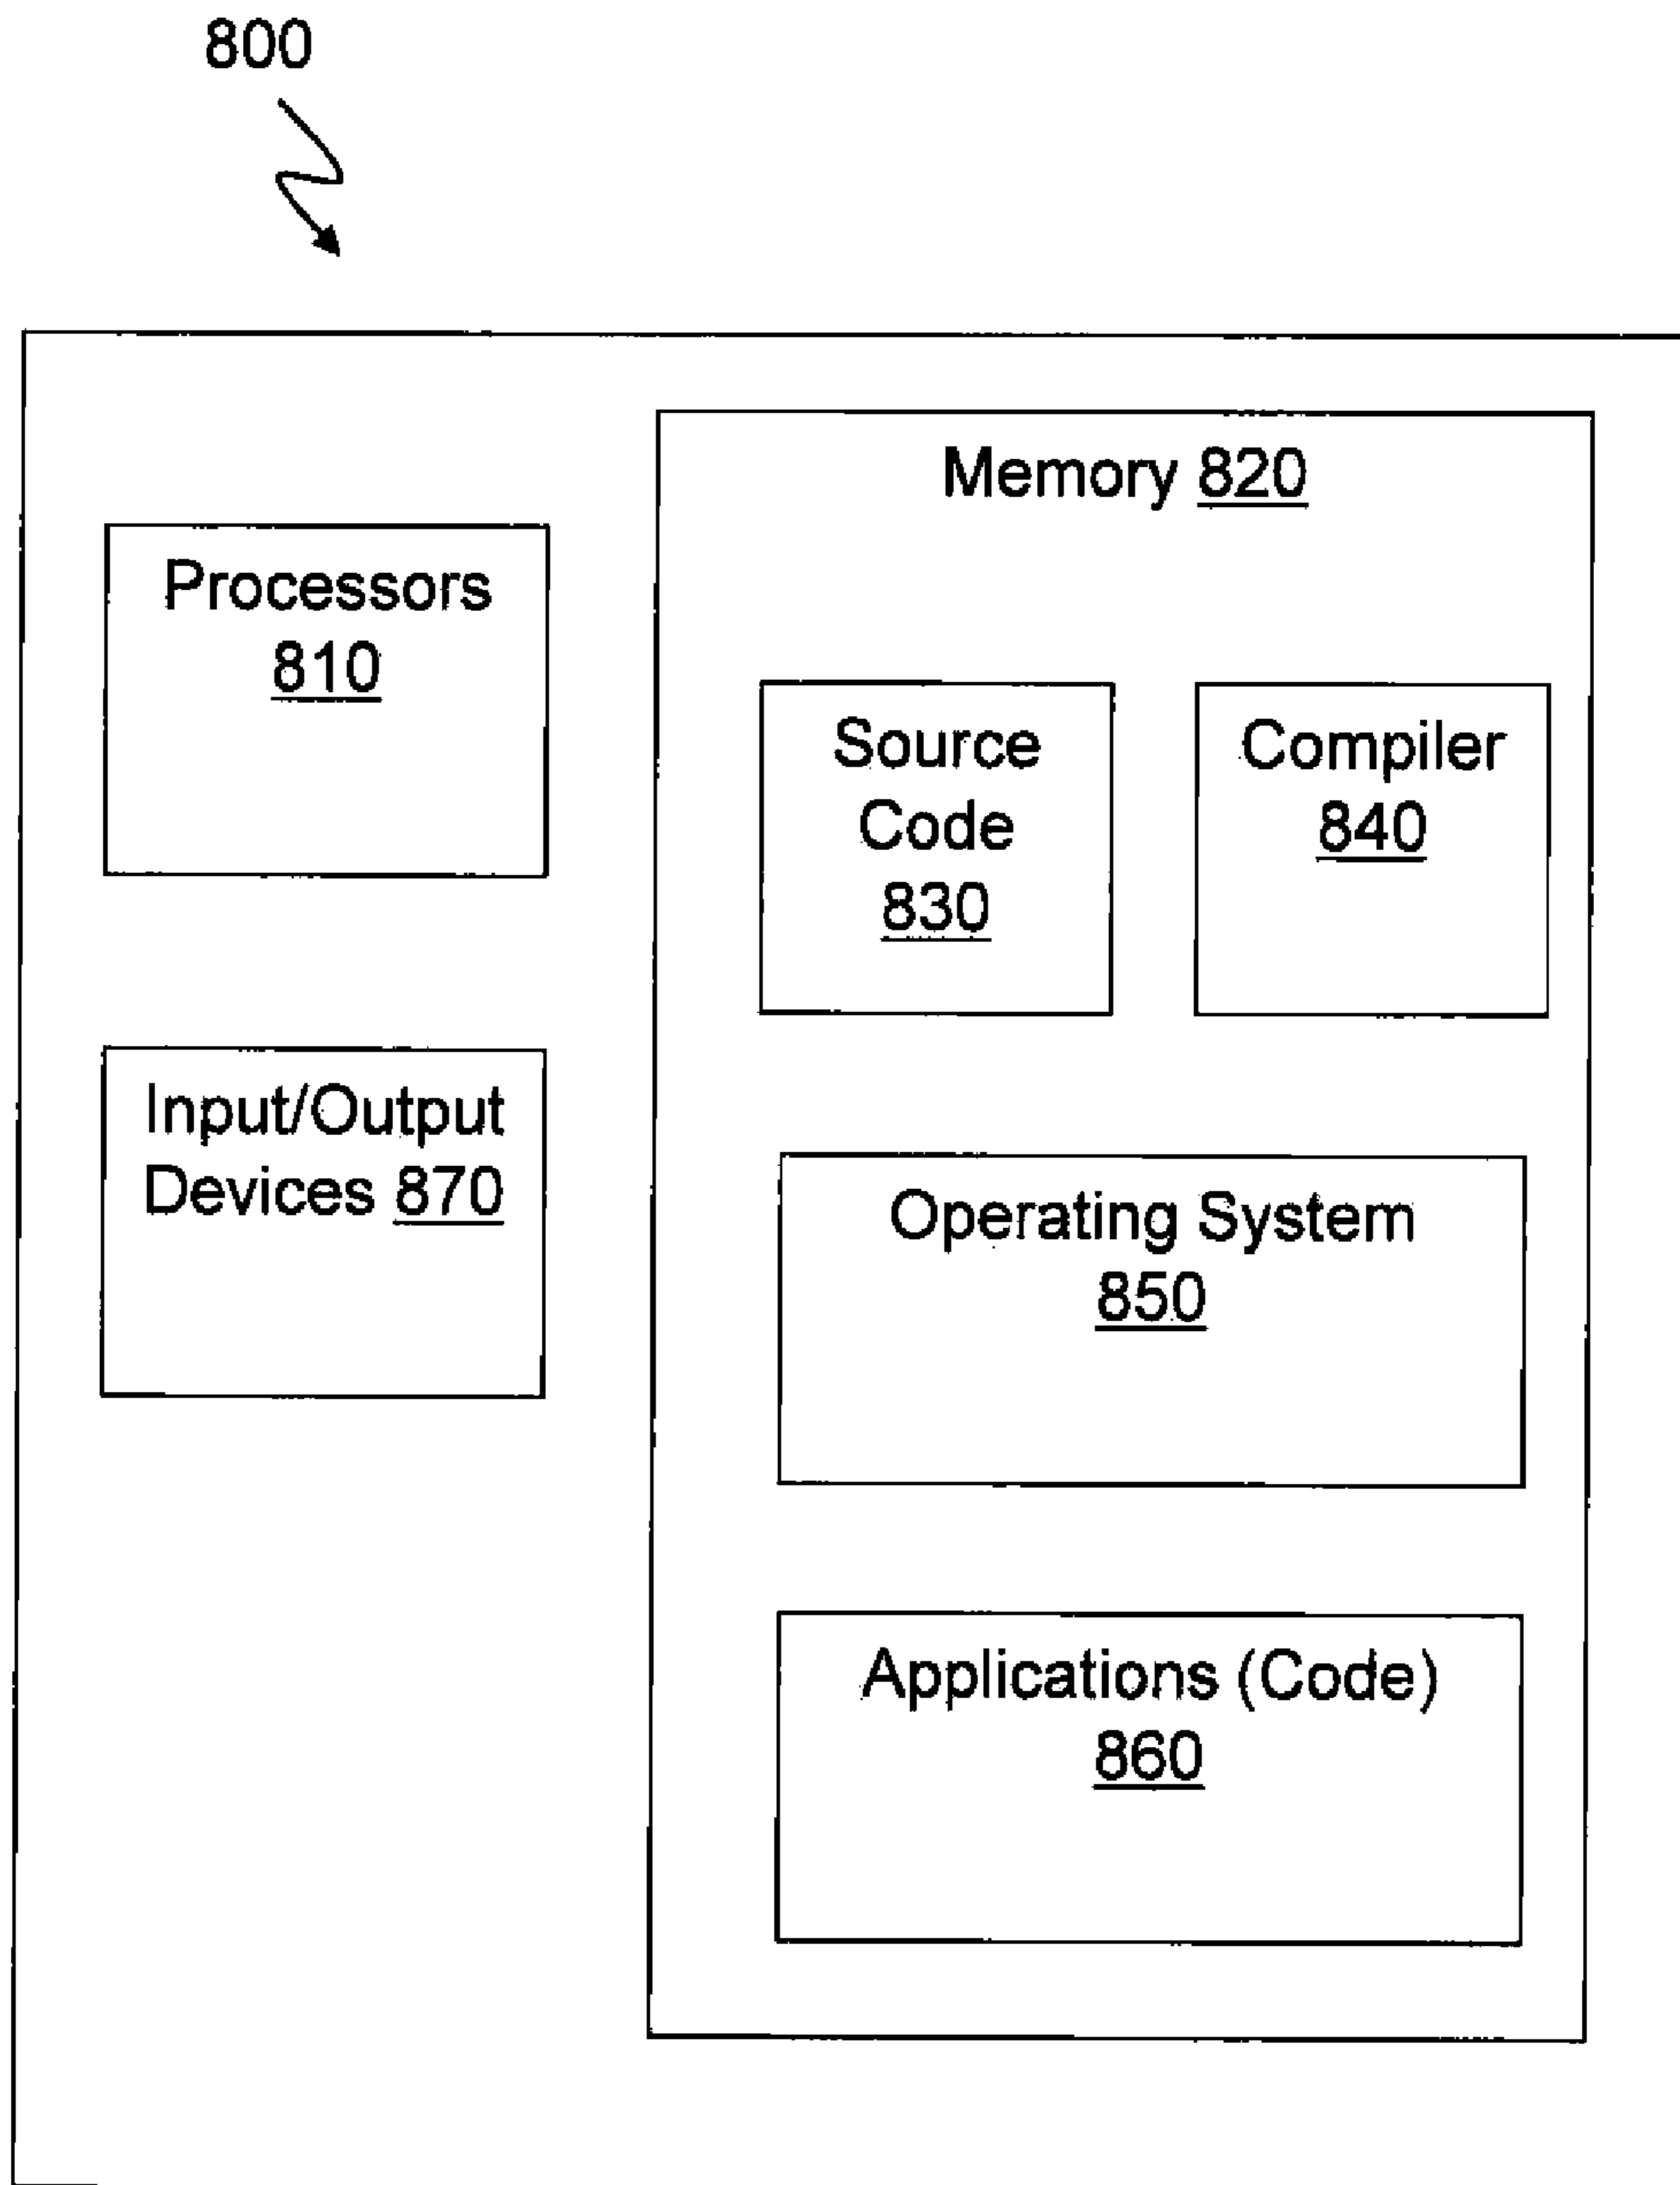 800
Memory 820
Processors
810
Source
Code
830
Compiler
840
Input/Output
Devices 870
Operating System
850
Applications (Code)
860